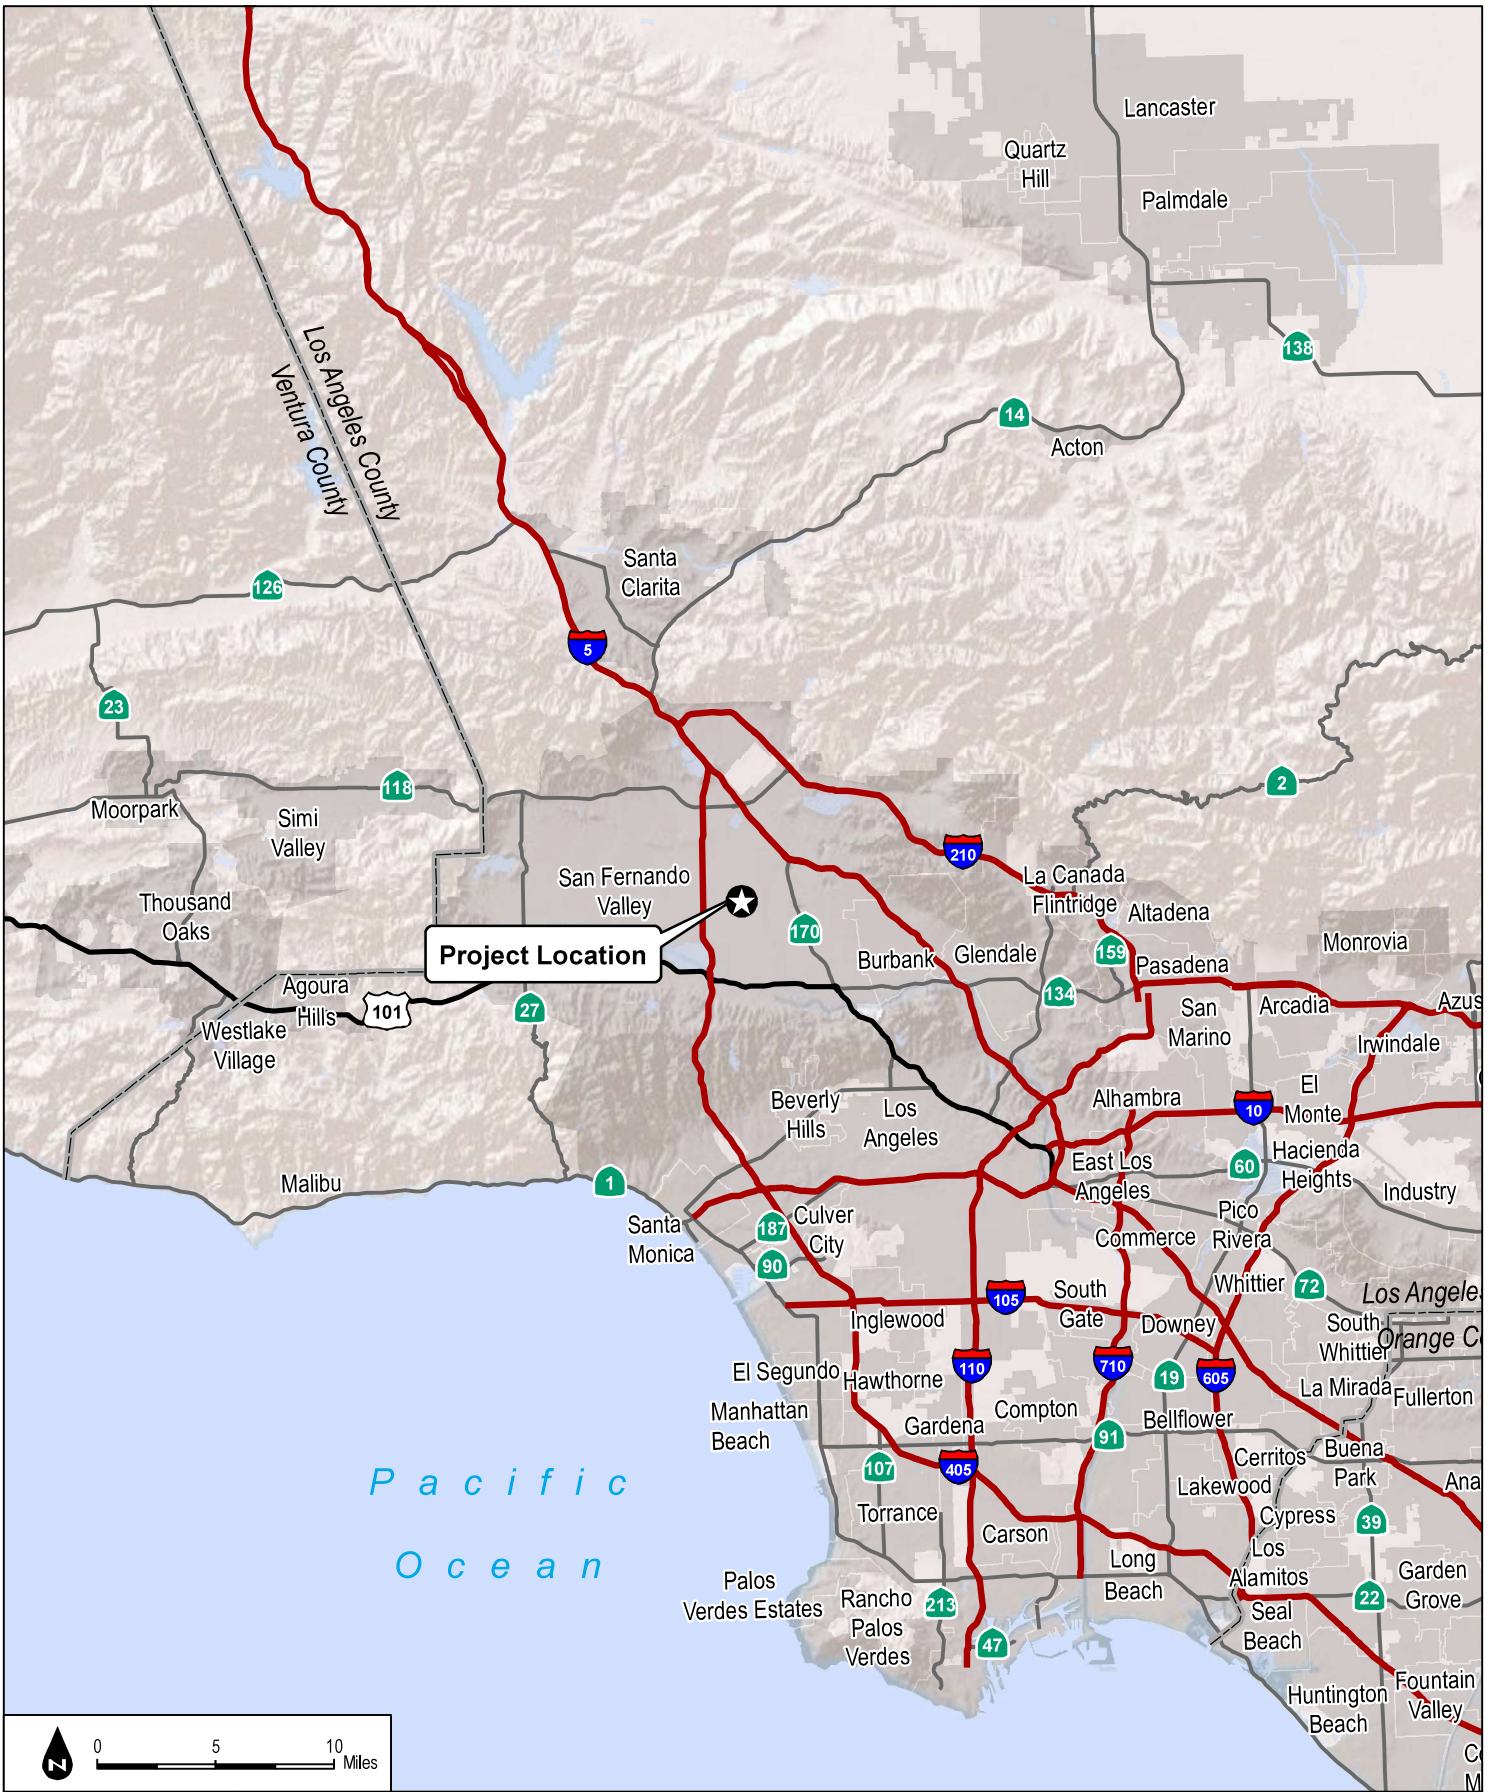 Lancaster
Quartz
Hill
Palmdale
138
Los Angeles County
Ventura County
14
Acton
Santa
Clarita
126
5
23
118
2
Moorpark
Simi
Valley
210
San Fernando
Valley
La Canada
Flintridge
Thousand
Oaks
Altadena
170
159
Monrovia
Project Location
Burbank
Glendale
Pasadena
Agoura
Hills
101
27
134
San
Marino
Arcadia
Azus
Westlake
Village
Irwindale
Beverly
Hills
Los
Angeles
Alhambra
10
El
Monte
Malibu
1
East Los
Angeles
60
Hacienda
Heights
Industry
Santa
Monica
187
Culver
City
Pico
Rivera
Commerce
90
105
South
Gate
Whittier
72
Los Angeles
Orange C
Inglewood
Downey
South
Whittier
El Segundo
Hawthorne
110
710
19
605
La Mirada
Fullerton
Manhattan
Beach
Gardena
Compton
Bellflower
91
Cerritos
Buena
Park
107
405
Lakewood
Ana
Pacific
Ocean
Torrance
Carson
Cypress
39
Long
Beach
Los
Alamitos
Garden
Grove
22
Palos
Verdes Estates
Rancho
Palos
Verdes
213
47
Seal
Beach
Huntington
Beach
Fountain
Valley
N
0
5
10
Miles